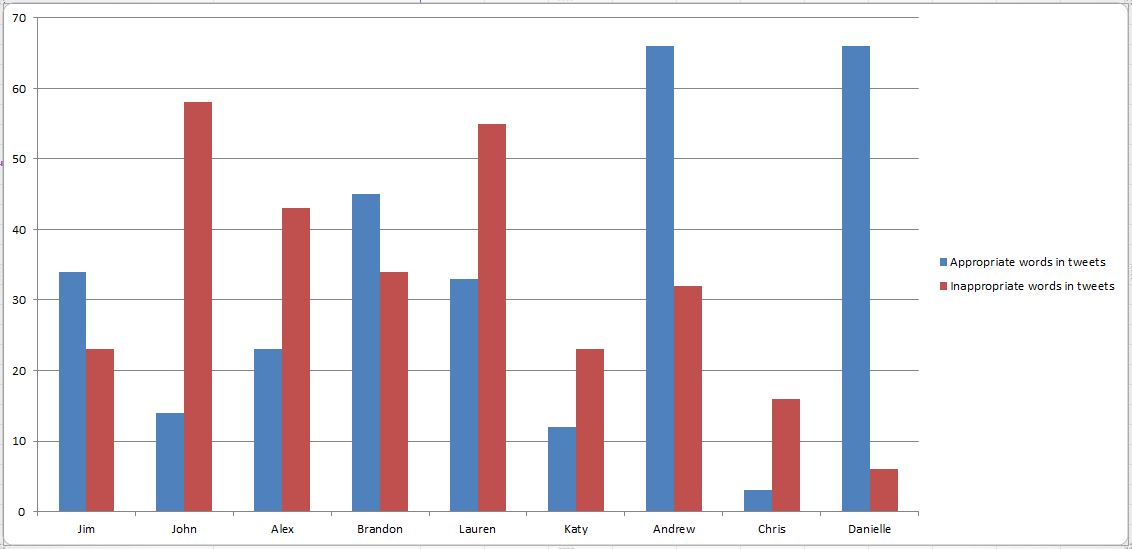 70
60
50
40
30
20
10
0
Jim John Alex Brandon Lauren Katy Andrew Chris Danielle
Appropriate words in tweets
Inappropriate words in tweets